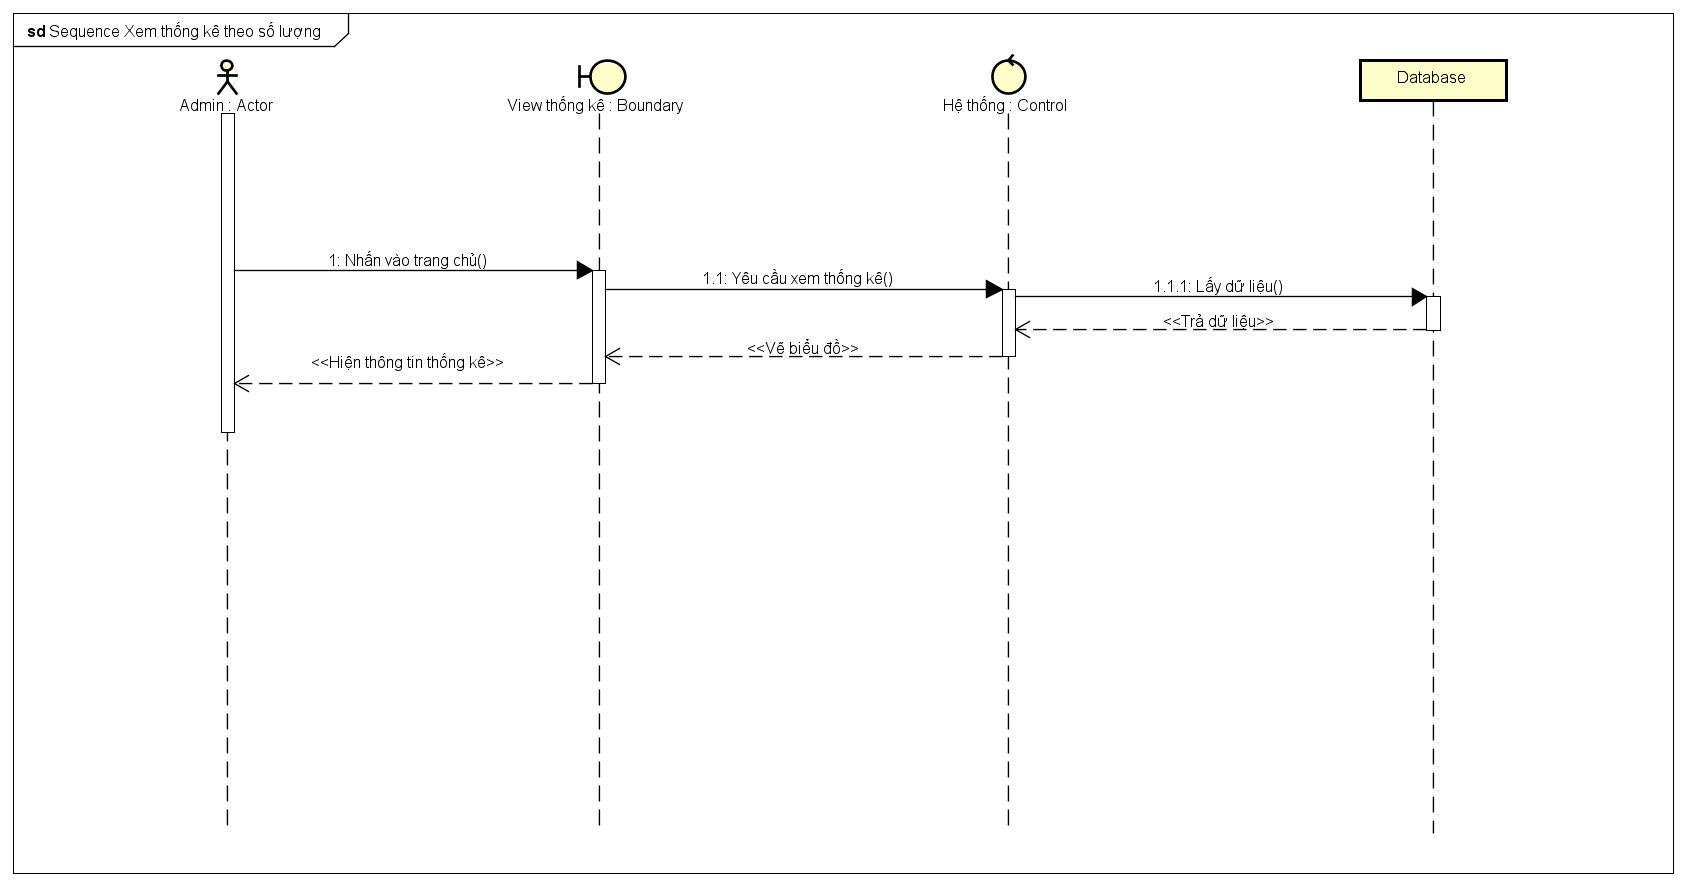 sd Sequence Xem thống kê theo số lượng
Admin : Actor
View thống kê : Boundary
Hệ thống : Control
Database
1: Nhấn vào trang chủ()
1.1: Yêu cầu xem thống kê()
1.1.1: Lấy dữ liệu()
<<Trả dữ liệu>>
<<Vẽ biểu đồ>>
<<Hiện thông tin thống kê>>